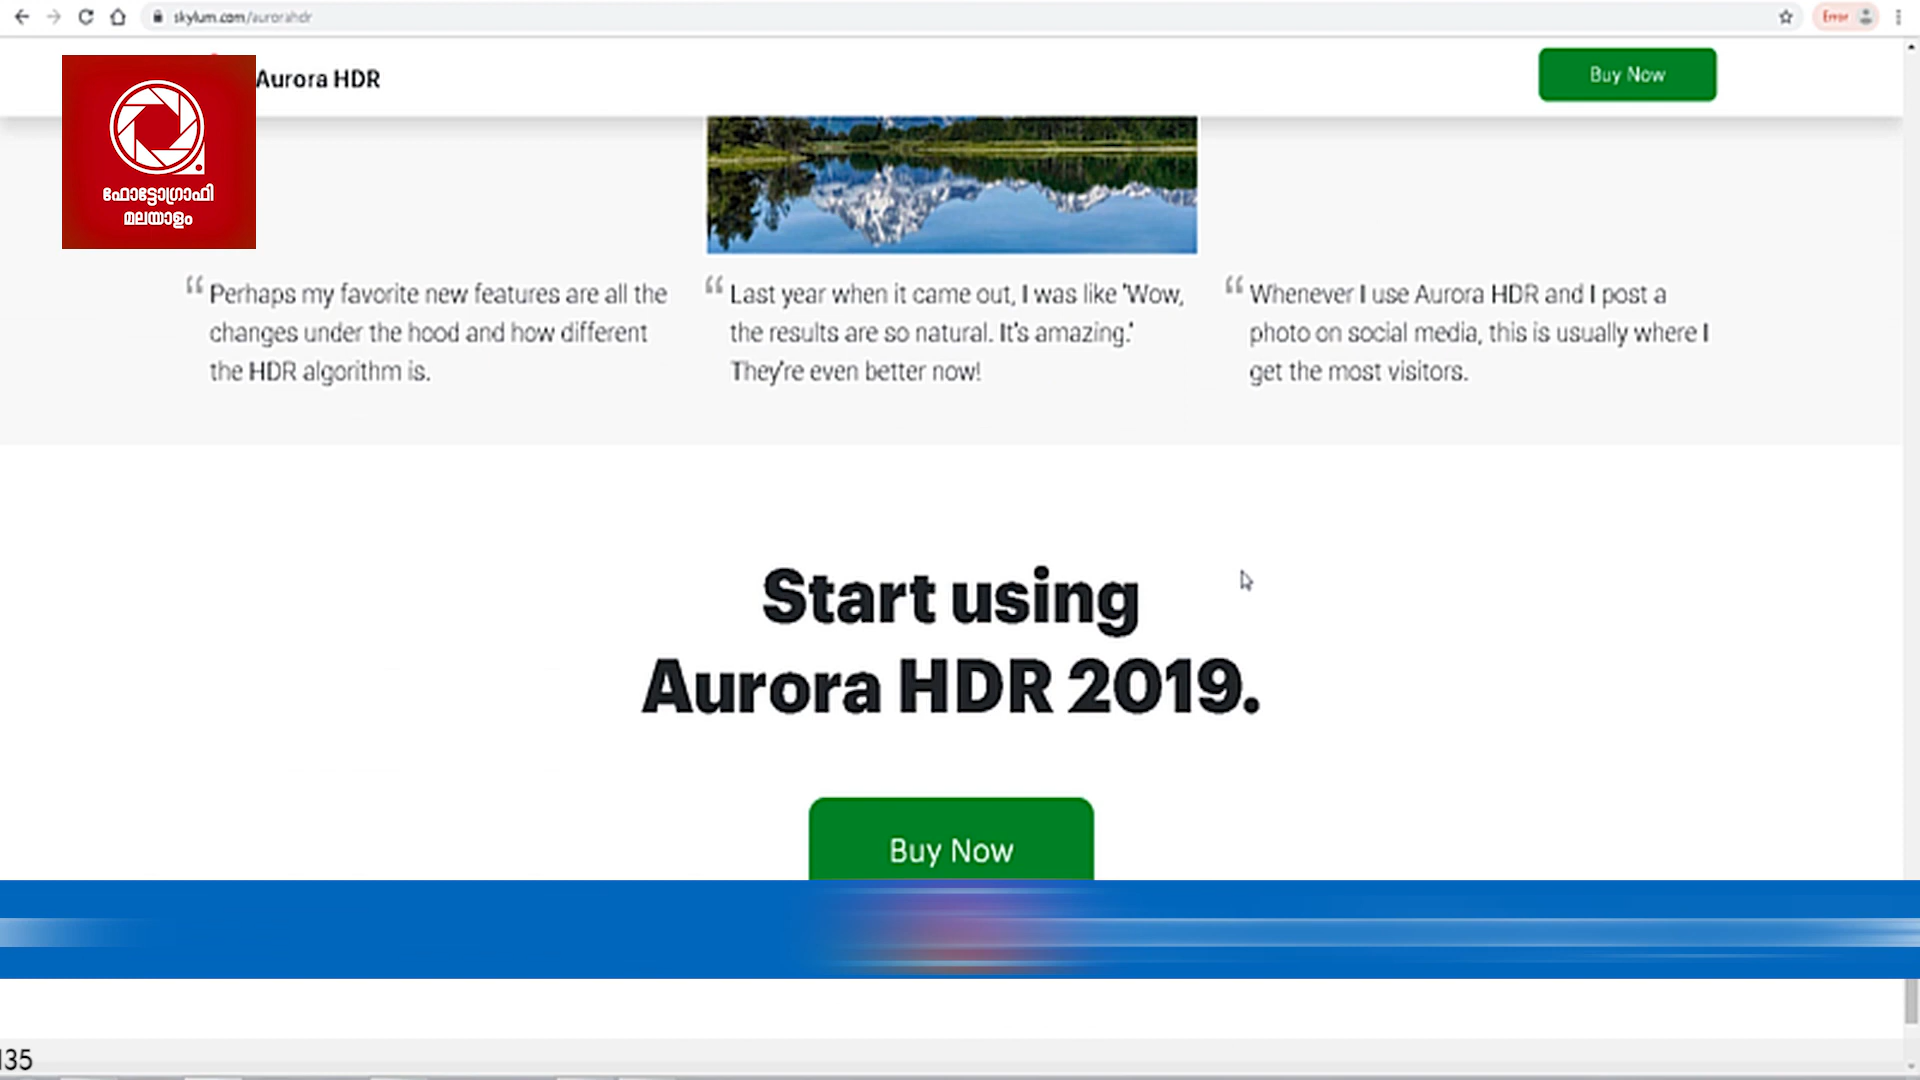 skylum.com/aurorahdr
Error
Aurora HDR
Buy Now
ഫോട്ടോഗ്രാഫി
മലയാളം
“ Perhaps my favorite new features are all the
changes under the hood and how different
the HDR algorithm is.
“ Last year when it came out, I was like 'Wow,
the results are so natural. It's amazing.'
They're even better now!
“ Whenever I use Aurora HDR and I post a
photo on social media, this is usually where I
get the most visitors.
Start using
Aurora HDR 2019.
Buy Now
135